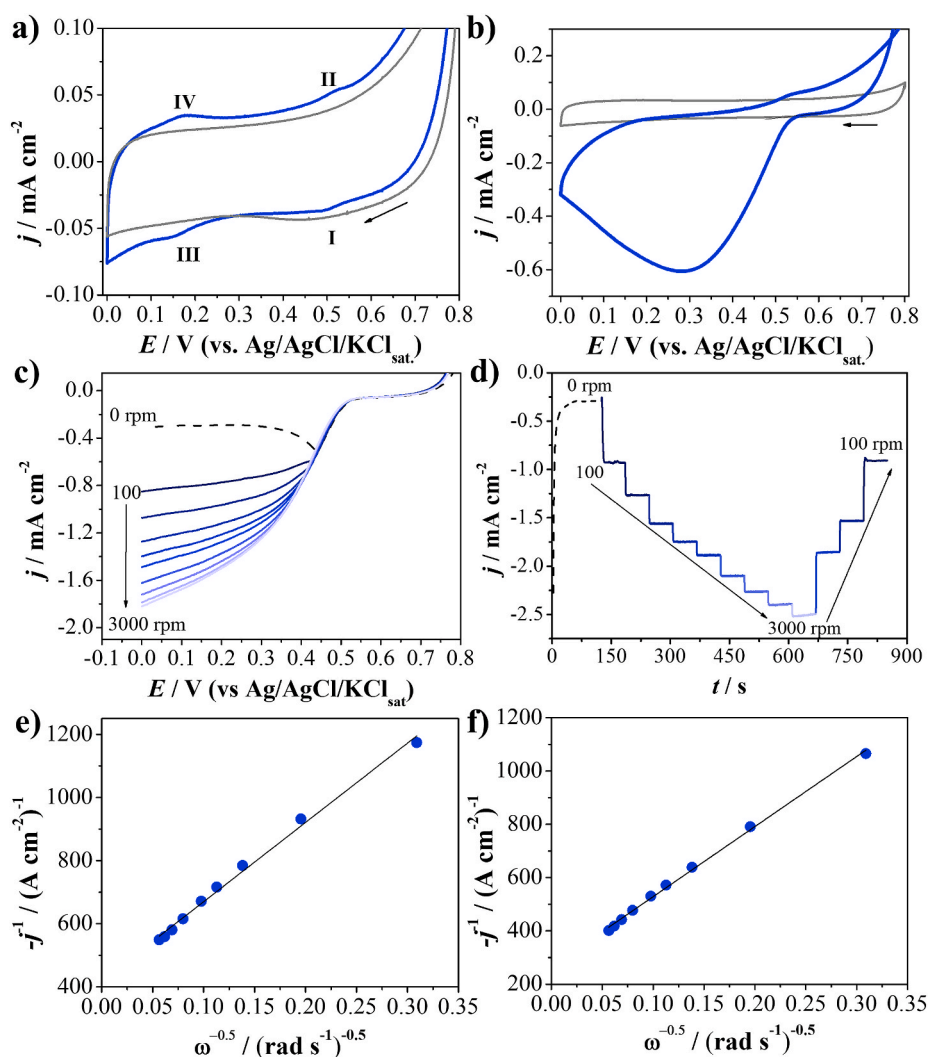 a)
0.10
0.05
0.00
-0.05
-0.10
j / mA cm-2
IV
II
III
I
0.0 0.1 0.2 0.3 0.4 0.5 0.6 0.7 0.8
E / V (vs. Ag/AgCl/KClsat.)
b)
0.4
0.2
0.0
-0.2
-0.4
-0.6
j / mA cm-2
0.0 0.1 0.2 0.3 0.4 0.5 0.6 0.7 0.8
E / V (vs. Ag/AgCl/KClsat.)
c)
0.0
-0.4
-0.8
-1.2
-1.6
-2.0
j / mA cm-2
0 rpm
100
3000 rpm
-0.1 0.0 0.1 0.2 0.3 0.4 0.5 0.6 0.7 0.8
E / V (vs Ag/AgCl/KClsat)
d)
0.0
-0.5
-1.0
-1.5
-2.0
-2.5
j / mA cm-2
0 rpm
100 rpm
100
3000 rpm
0 150 300 450 600 750 900
t / s
e)
1200
1000
800
600
400
-j-1 / (A cm-2)-1
0.00 0.05 0.10 0.15 0.20 0.25 0.30 0.35
ω−0.5 / (rad s-1)-0.5
f)
1200
1000
800
600
400
200
-j-1 / (A cm-2)-1
0.00 0.05 0.10 0.15 0.20 0.25 0.30 0.35
ω−0.5 / (rad s-1)-0.5